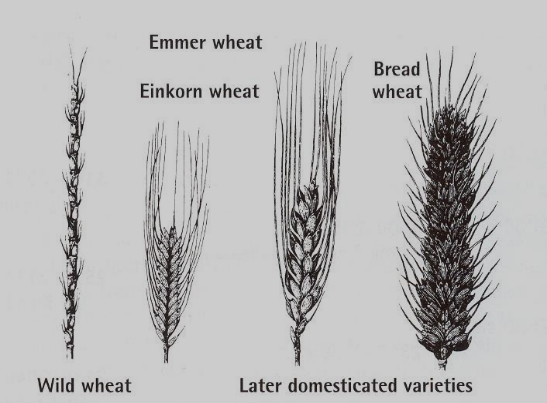 Emmer wheat
Einkorn wheat
Bread
wheat
Wild wheat
Later domesticated varieties